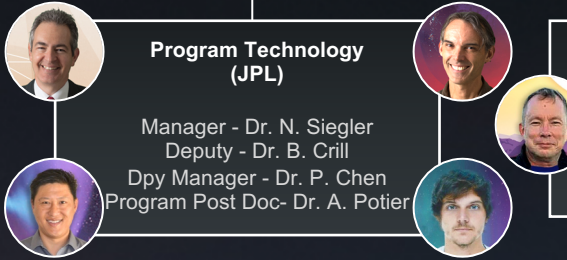 Program Technology
(JPL)
Manager - Dr. N. Siegler
Deputy - Dr. B. Crill
Dpy Manager - Dr. P. Chen
Program Post Doc- Dr. A. Potier